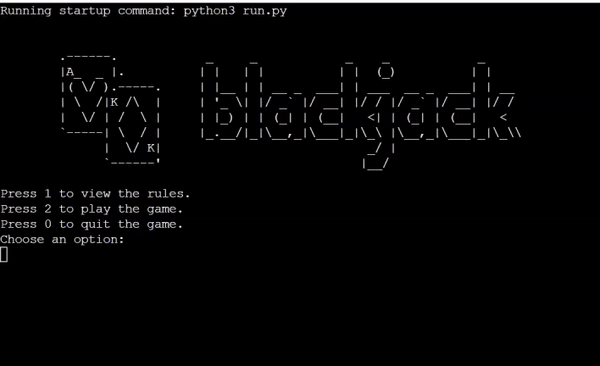 Running startup command: python3 run.py
A
K
K
blackjack
Press 1 to view the rules.
Press 2 to play the game.
Press 0 to quit the game.
Choose an option: